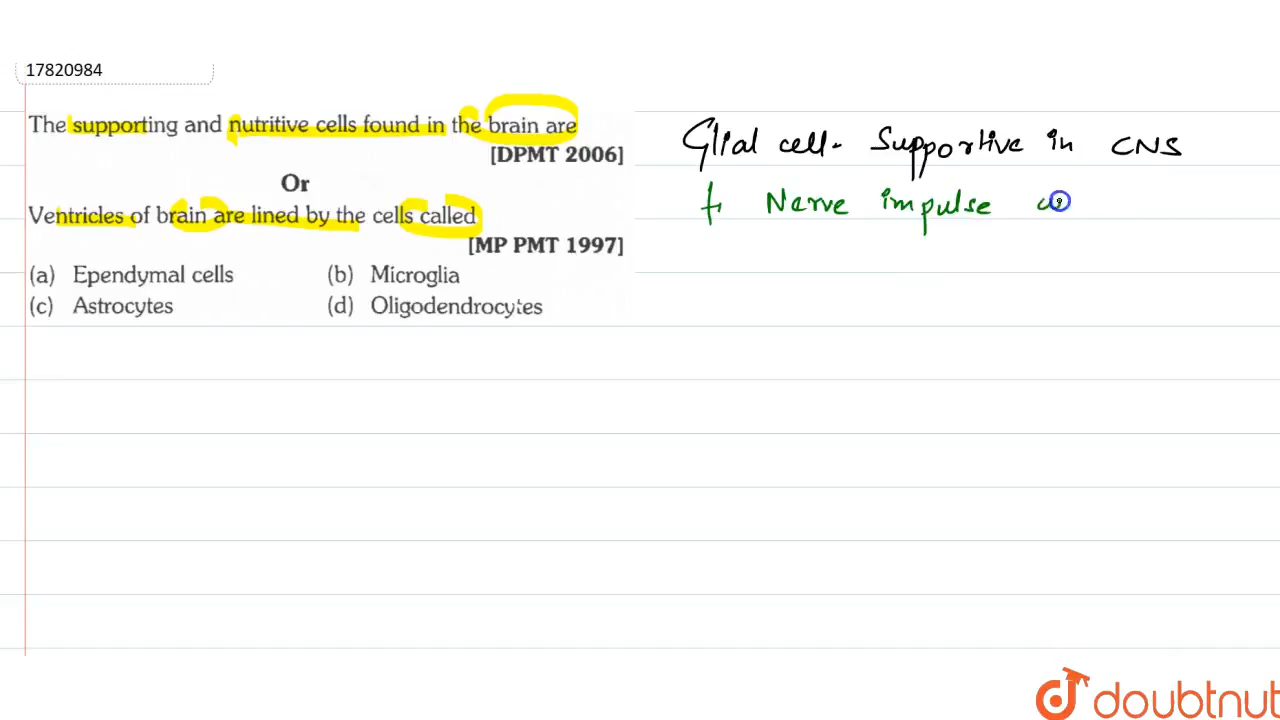 17820984
The supporting and nutritive cells found in the brain are
[DPMT 2006]
Or
Ventricles of brain are lined by the cells called
[MP PMT 1997]
(a) Ependymal cells (b) Microglia
(c) Astrocytes (d) Oligodendrocytes
Glial cell - Supportive in CNS
Nerve impulse
doubtnut